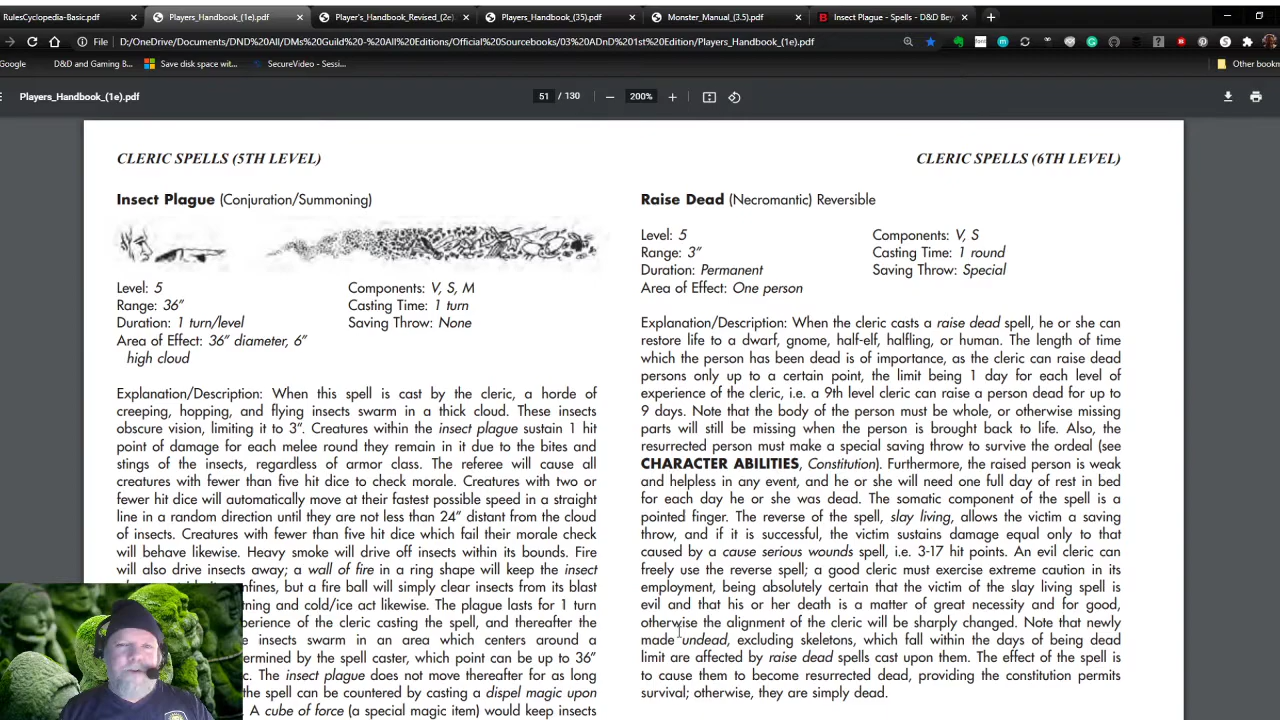 RulesCyclopedia-Basic.pdf
Players_Handbook_(1e).pdf
Player's_Handbook_Revised_(2e)
Players_Handbook_(35).pdf
Monster_Manual_(3.5).pdf
Insect Plague - Spells - D&D Bey
File
D:/OneDrive/Documents/DND%20All/DMs%20Guild%20-%20All%20Editions/Official%20Sourcebooks/03%20ADnD%201st%20Edition/Players_Handbook_(1e).pdf
Google
D&D and Gaming B...
Save disk space wit...
SecureVideo - Sessi...
Other bookm
Players_Handbook_(1e).pdf
51 / 130
200%
CLERIC SPELLS (5TH LEVEL)
Insect Plague (Conjuration/Summoning)
Level: 5
Components: V, S, M
Range: 36"
Casting Time: 1 turn
Duration: 1 turn/level
Saving Throw: None
Area of Effect: 36" diameter, 6"
high cloud
Explanation/Description: When this spell is cast by the cleric, a horde of
creeping, hopping, and flying insects swarm in a thick cloud. These insects
obscure vision, limiting it to 3". Creatures within the insect plague sustain 1 hit
point of damage for each melee round they remain in it due to the bites and
stings of the insects, regardless of armor class. The referee will cause all
creatures with fewer than five hit dice to check morale. Creatures with two or
fewer hit dice will automatically move at their fastest possible speed in a straight
line in a random direction until they are not less than 24" distant from the cloud
of insects. Creatures with fewer than five hit dice which fail their morale check
will behave likewise. Heavy smoke will drive off insects within its bounds. Fire
will also drive insects away; a wall of fire in a ring shape will keep the insect
nfines, but a fire ball will simply clear insects from its blast
tning and cold/ice act likewise. The plague lasts for 1 turn
perience of the cleric casting the spell, and thereafter the
e insects swarm in an area which centers around a
ermined by the spell caster, which point can be up to 36"
c. The insect plague does not move thereafter for as long
the spell can be countered by casting a dispel magic upon
A cube of force (a special magic item) would keep insects
CLERIC SPELLS (6TH LEVEL)
Raise Dead (Necromantic) Reversible
Level: 5
Components: V, S
Range: 3"
Casting Time: 1 round
Duration: Permanent
Saving Throw: Special
Area of Effect: One person
Explanation/Description: When the cleric casts a raise dead spell, he or she can
restore life to a dwarf, gnome, half-elf, halfling, or human. The length of time
which the person has been dead is of importance, as the cleric can raise dead
persons only up to a certain point, the limit being 1 day for each level of
experience of the cleric, i.e. a 9th level cleric can raise a person dead for up to
9 days. Note that the body of the person must be whole, or otherwise missing
parts will still be missing when the person is brought back to life. Also, the
resurrected person must make a special saving throw to survive the ordeal (see
CHARACTER ABILITIES, Constitution). Furthermore, the raised person is weak
and helpless in any event, and he or she will need one full day of rest in bed
for each day he or she was dead. The somatic component of the spell is a
pointed finger. The reverse of the spell, slay living, allows the victim a saving
throw, and if it is successful, the victim sustains damage equal only to that
caused by a cause serious wounds spell, i.e. 3-17 hit points. An evil cleric can
freely use the reverse spell; a good cleric must exercise extreme caution in its
employment, being absolutely certain that the victim of the slay living spell is
evil and that his or her death is a matter of great necessity and for good,
otherwise the alignment of the cleric will be sharply changed. Note that newly
made undead, excluding skeletons, which fall within the days of being dead
limit are affected by raise dead spells cast upon them. The effect of the spell is
to cause them to become resurrected dead, providing the constitution permits
survival; otherwise, they are simply dead.